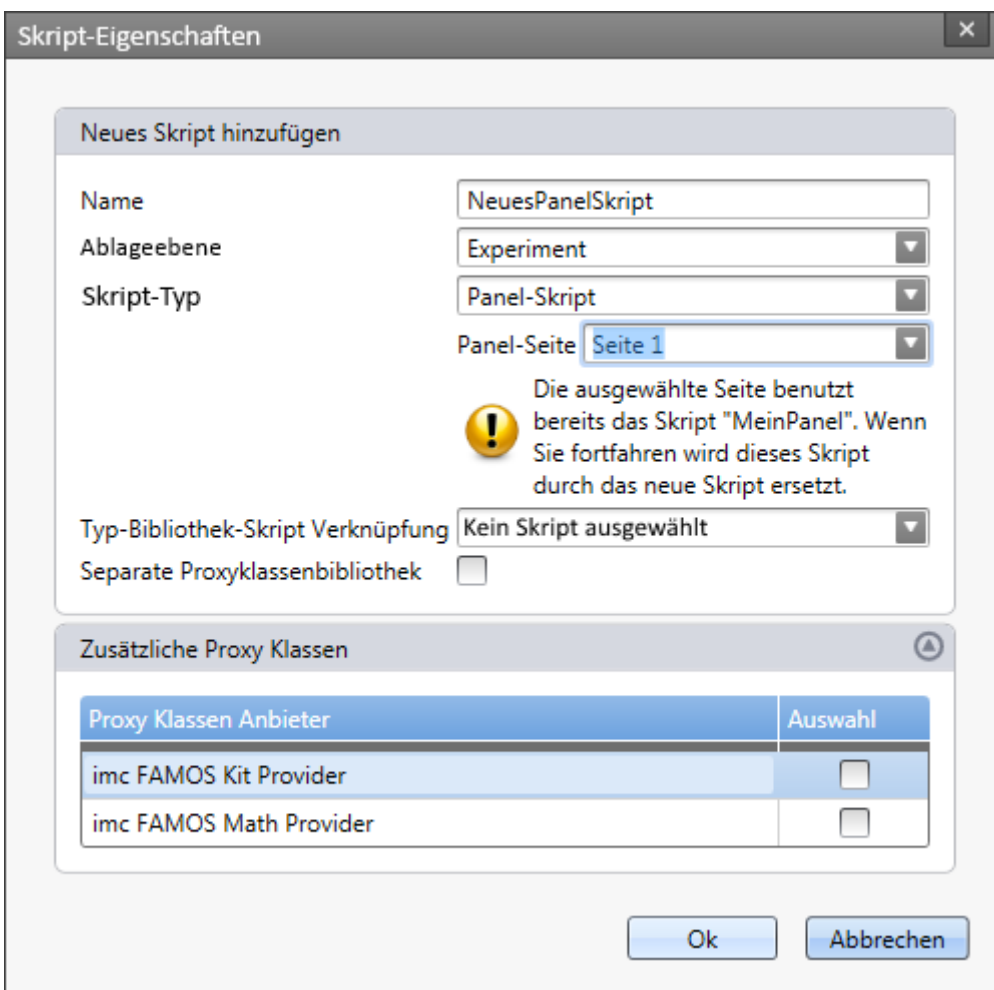 Skript-Eigenschaften
Neues Skript hinzufügen
Name NeuesPanelSkript
Ablageebene Experiment
Skript-Typ Panel-Skript
Panel-Seite Seite 1
Die ausgewählte Seite benutzt
bereits das Skript "MeinPanel". Wenn
Sie fortfahren wird dieses Skript
durch das neue Skript ersetzt.
Typ-Bibliothek-Skript Verknüpfung Kein Skript ausgewählt
Separate Proxyklassenbibliothek
Zusätzliche Proxy Klassen
Proxy Klassen Anbieter Auswahl
imc FAMOS Kit Provider
imc FAMOS Math Provider
Ok Abbrechen